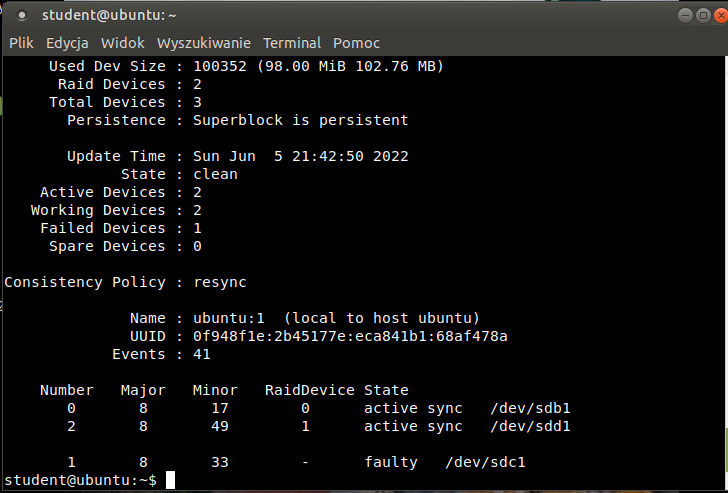 student@ubuntu: ~
Plik Edycja Widok Wyszukiwanie Terminal Pomoc
Used Dev Size : 100352 (98.00 MiB 102.76 MB)
Raid Devices : 2
Total Devices : 3
Persistence : Superblock is persistent
Update Time : Sun Jun  5 21:42:50 2022
State : clean
Active Devices : 2
Working Devices : 2
Failed Devices : 1
Spare Devices : 0
Consistency Policy : resync
Name : ubuntu:1  (local to host ubuntu)
UUID : 0f948f1e:2b45177e:eca841b1:68af478a
Events : 41
Number   Major   Minor   RaidDevice State
0       8       17        0      active sync   /dev/sdb1
2       8       49        1      active sync   /dev/sdd1
1       8       33        -      faulty   /dev/sdc1
student@ubuntu:~$